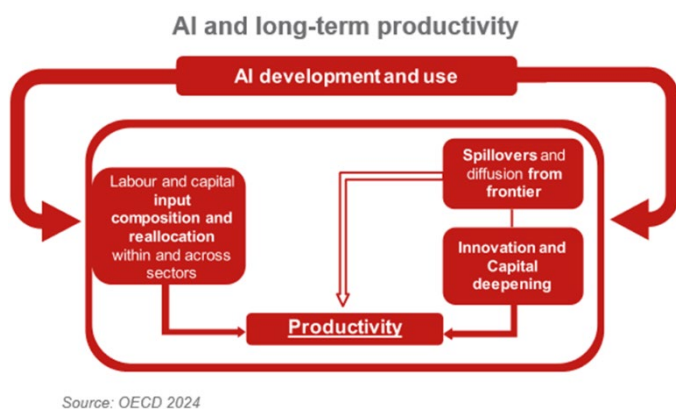 AI and long-term productivity
AI development and use
Labour and capital
input
composition and
reallocation
within and across
sectors
Spillovers and
diffusion from
frontier
Innovation and
Capital
deepening
Productivity
Source: OECD 2024